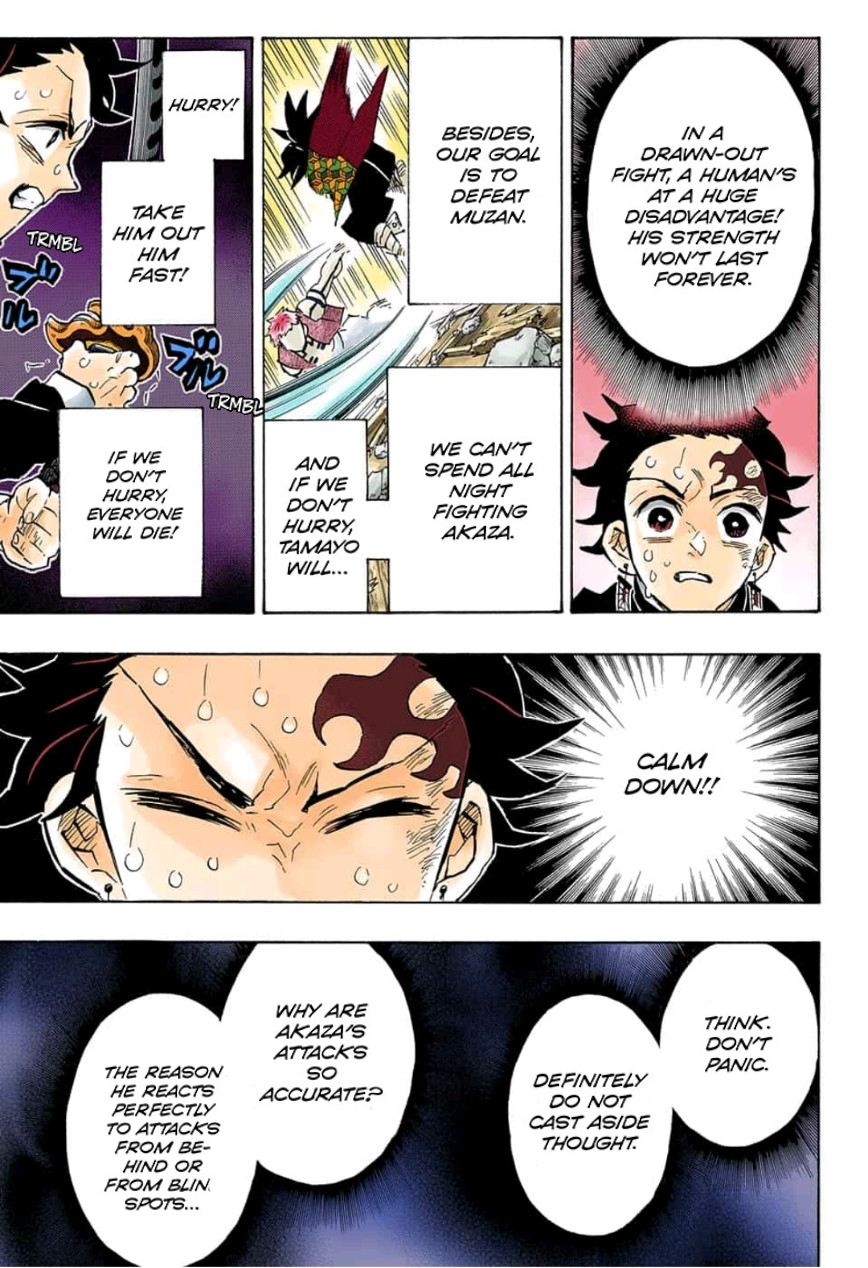 IN A
DRAWN-OUT
FIGHT, A HUMAN'S
AT A HUGE
DISADVANTAGE!
HIS STRENGTH
WON'T LAST
FOREVER.
BESIDES,
OUR GOAL
IS TO
DEFEAT
MUZAN.
WE CAN'T
SPEND ALL
NIGHT
FIGHTING
AKAZA.
AND
IF WE
DON'T
HURRY,
TAMAYO
WILL...
HURRY!
TAKE
HIM OUT
HIM
FAST!
TRMBL
ブル
ブル
TRMBL
IF WE
DON'T
HURRY,
EVERYONE
WILL DIE!
CALM
DOWN!!
THINK.
DON'T
PANIC.
DEFINITELY
DO NOT
CAST ASIDE
THOUGHT.
WHY ARE
AKAZA'S
ATTACKS
SO
ACCURATE?
THE REASON
HE REACTS
PERFECTLY
TO ATTACKS
FROM BE-
HIND OR
FROM BLIN
SPOTS...